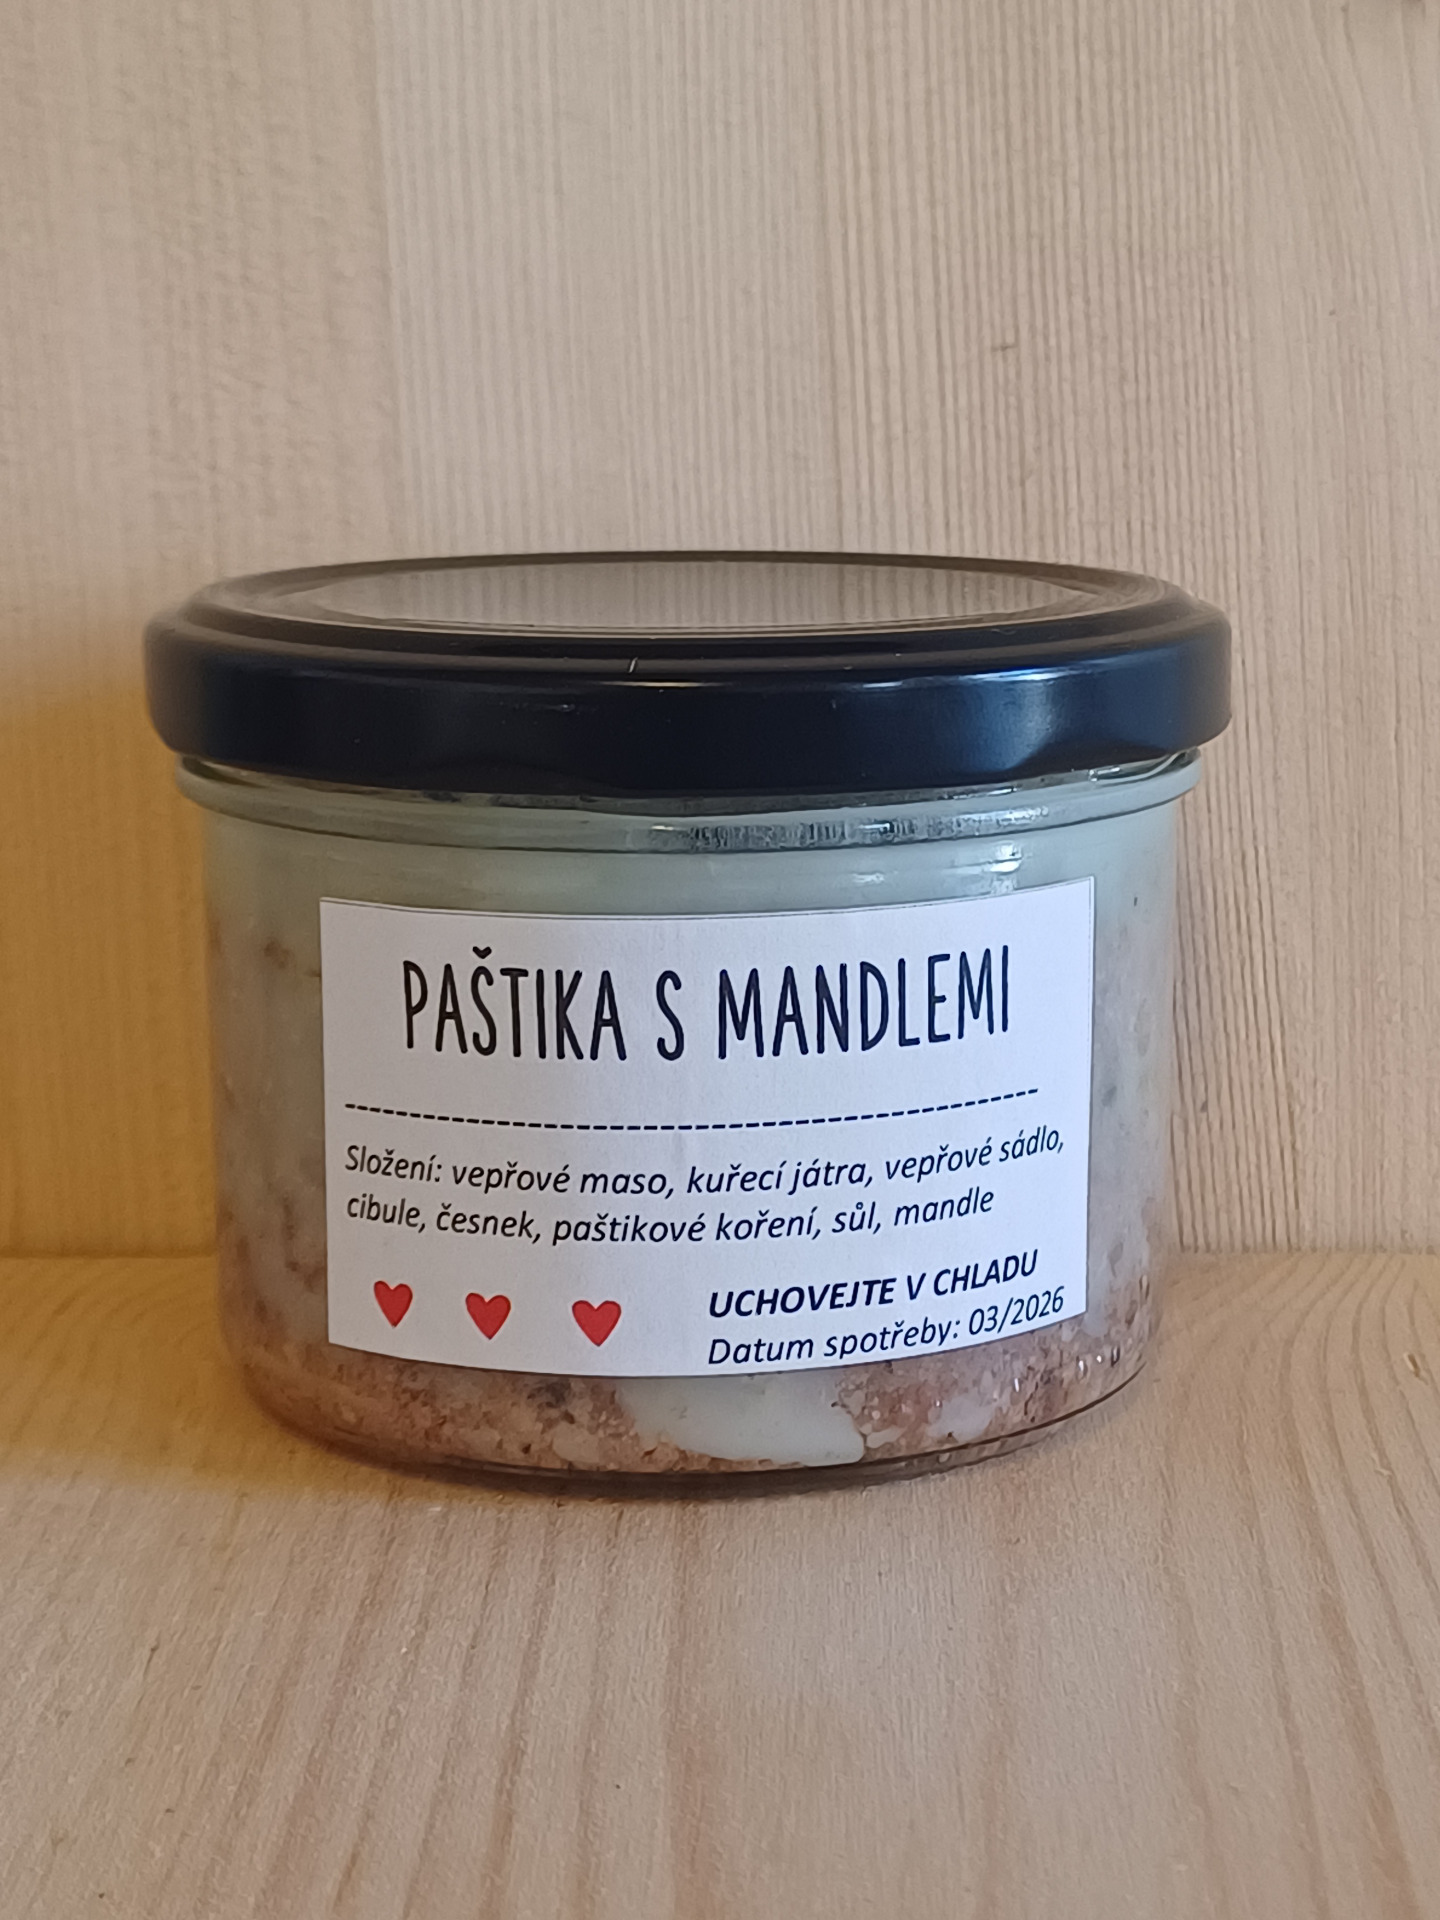 PAŠTIKA S MANDLEMI
Složení: vepřové maso, kuřecí játra, vepřové sádlo,
cibule, česnek, paštikové koření, sůl, mandle
UCHOVEJTE V CHLADU
Datum spotřeby: 03/2026